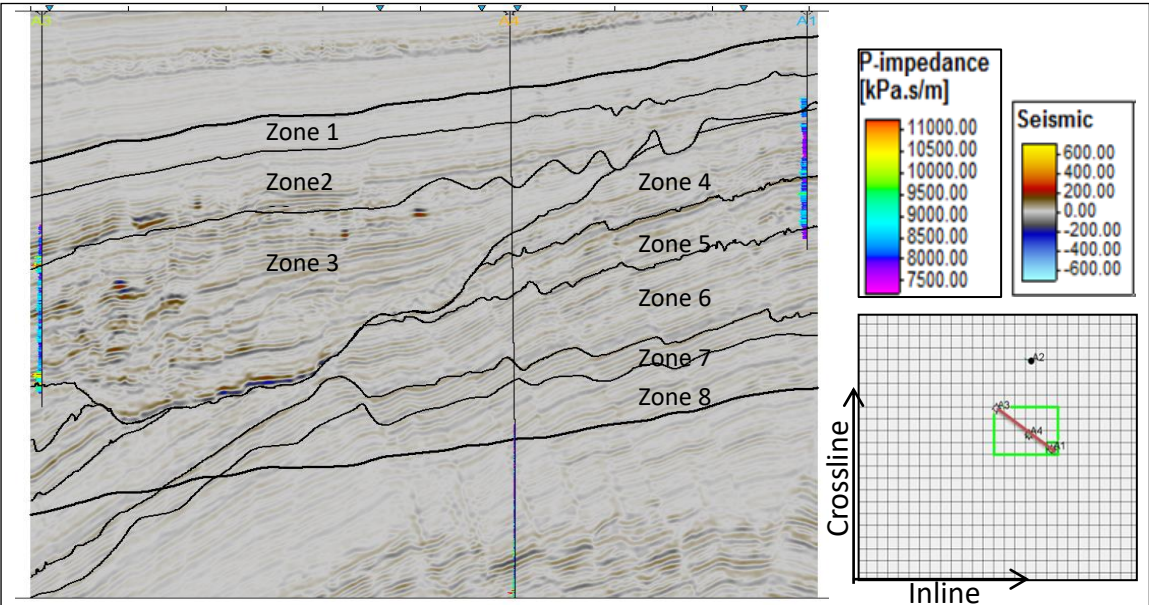 A3
A4
A1
Zone 1
Zone2
Zone 3
Zone 4
Zone 5
Zone 6
Zone 7
Zone 8
P-impedance
[kPa.s/m]
11000.00
10500.00
10000.00
9500.00
9000.00
8500.00
8000.00
7500.00
Seismic
600.00
400.00
200.00
0.00
-200.00
-400.00
-600.00
A2
A3
A4
A1
Crossline
Inline